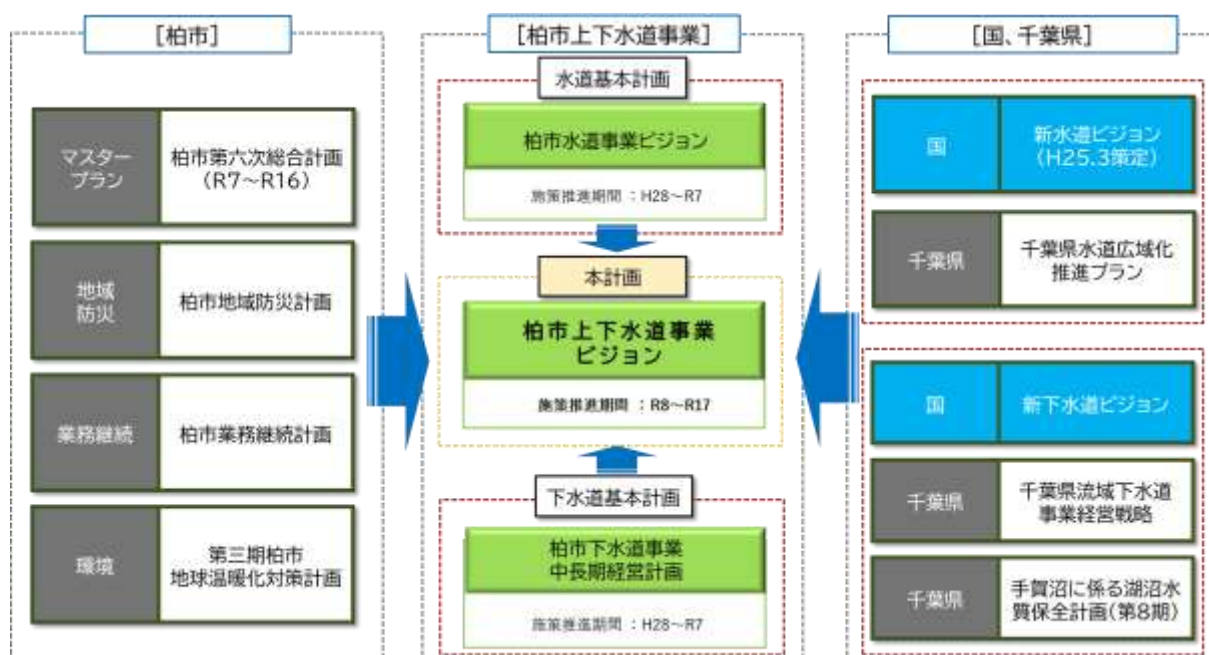 [柏市]
マスター
プラン
柏市第六次総合計画
(R7~R16)
地域
防災
柏市地域防災計画
業務継続
柏市業務継続計画
環境
第三期柏市
地球温暖化対策計画
[柏市上下水道事業]
水道基本計画
柏市水道事業ビジョン
施策推進期間 :H28~R7
本計画
柏市上下水道事業
ビジョン
施策推進期間 :R8~R17
下水道基本計画
柏市下水道事業
中長期経営計画
施策推進期間 :H28~R7
[国、千葉県]
国
新水道ビジョン
(H25.3策定)
千葉県
千葉県水道広域化
推進プラン
国
新下水道ビジョン
千葉県
千葉県流域下水道
事業経営戦略
千葉県
手賀沼に係る湖沼水
質保全計画(第8期)